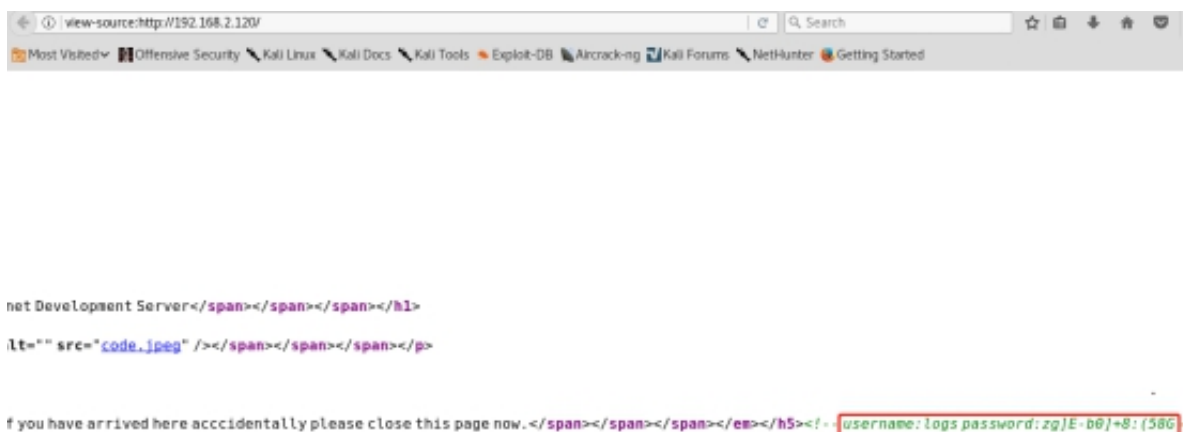 view-source:http://192.168.2.120/
Search
Most Visited Offensive Security Kali Linux Kali Docs Kali Tools Exploit-DB Aircrack-ng Kali Forums NetHunter Getting Started
net Development Server</span></span></span></h1>
lt="" src="code.jpeg" /></span></span></span></p>
f you have arrived here acccidentally please close this page now.</span></span></span></em></h5><!-- username:logs password:zg]E-b0]+8:(58G